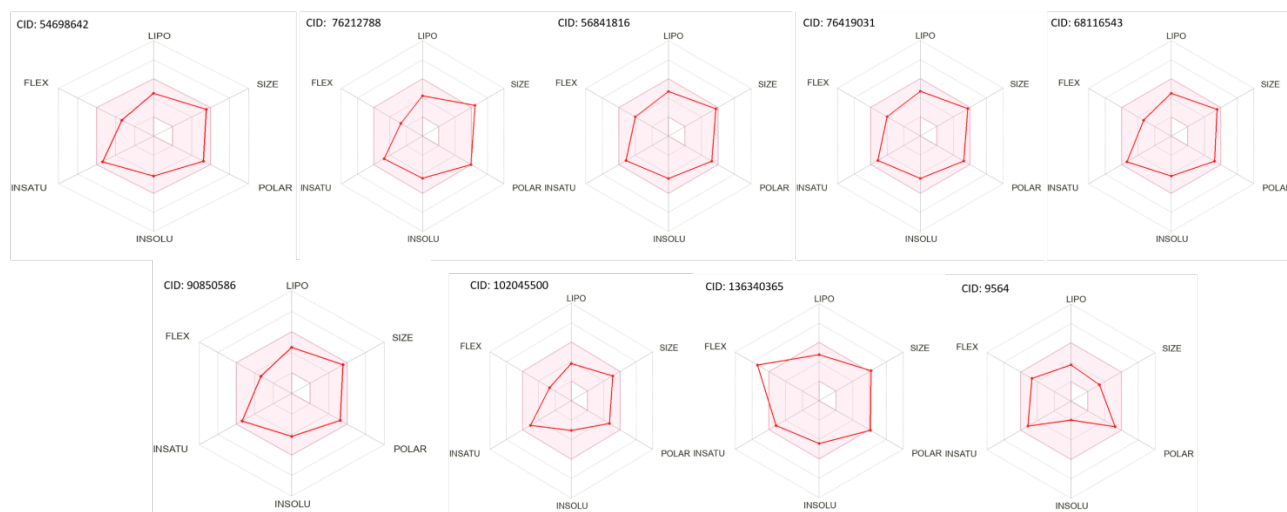 CID: 54698642
LIPO
FLEX
SIZE
INSATU
POLAR
INSOLU
CID: 76212788
LIPO
FLEX
SIZE
INSATU
POLAR
INSOLU
CID: 56841816
LIPO
FLEX
SIZE
INSATU
POLAR
INSOLU
CID: 76419031
LIPO
FLEX
SIZE
INSATU
POLAR
INSOLU
CID: 68116543
LIPO
FLEX
SIZE
INSATU
POLAR
INSOLU
CID: 90850586
LIPO
FLEX
SIZE
INSATU
POLAR
INSOLU
CID: 102045500
LIPO
FLEX
SIZE
INSATU
POLAR
INSOLU
CID: 136340365
LIPO
FLEX
SIZE
INSATU
POLAR
INSOLU
CID: 9564
LIPO
FLEX
SIZE
INSATU
POLAR
INSOLU